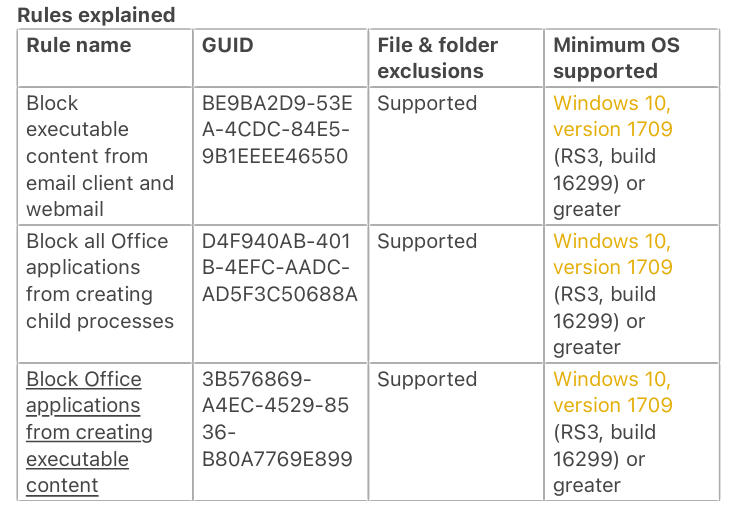 Rules explained
Rule name
GUID
File & folder
exclusions
Minimum OS
supported
Block
executable
content from
email client and
webmail
BE9BA2D9-53E
A-4CDC-84E5-
9B1EEEE46550
Supported
Windows 10,
version 1709
(RS3, build
16299) or
greater
Block all Office
applications
from creating
child processes
D4F940AB-401
B-4EFC-AADC-
AD5F3C50688A
Supported
Windows 10,
version 1709
(RS3, build
16299) or
greater
Block Office
applications
from creating
executable
content
3B576869-
A4EC-4529-85
36-
B80A7769E899
Supported
Windows 10,
version 1709
(RS3, build
16299) or
greater